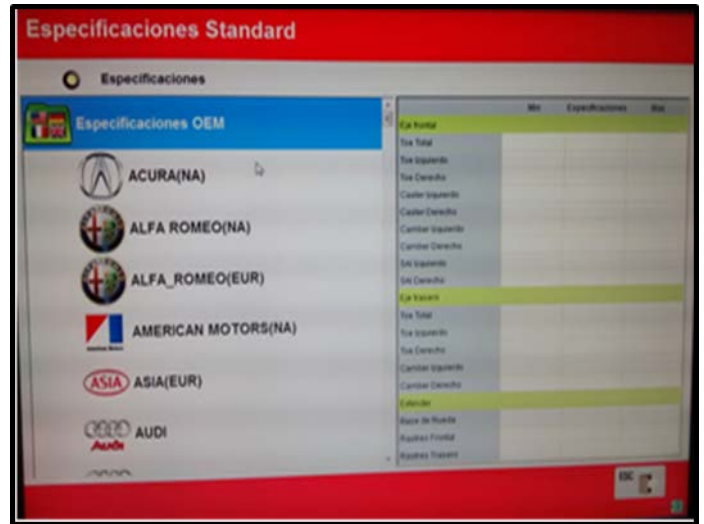 Especificaciones Standard
Especificaciones
Especificaciones OEM
ACURA(NA)
ALFA ROMEO(NA)
ALFA_ROMEO(EUR)
AMERICAN MOTORS(NA)
ASIA ASIA(EUR)
Audi AUDI
Min Especificaciones Max
Eje frontal
Toe Total
Toe Izquierdo
Toe Derecho
Caster Izquierdo
Caster Derecho
Camber Izquierdo
Camber Derecho
SAI Izquierdo
SAI Derecho
Eje trasero
Toe Total
Toe Izquierdo
Toe Derecho
Camber Izquierdo
Camber Derecho
Extender
Base de Rueda
Frontal
Trasero
ESC